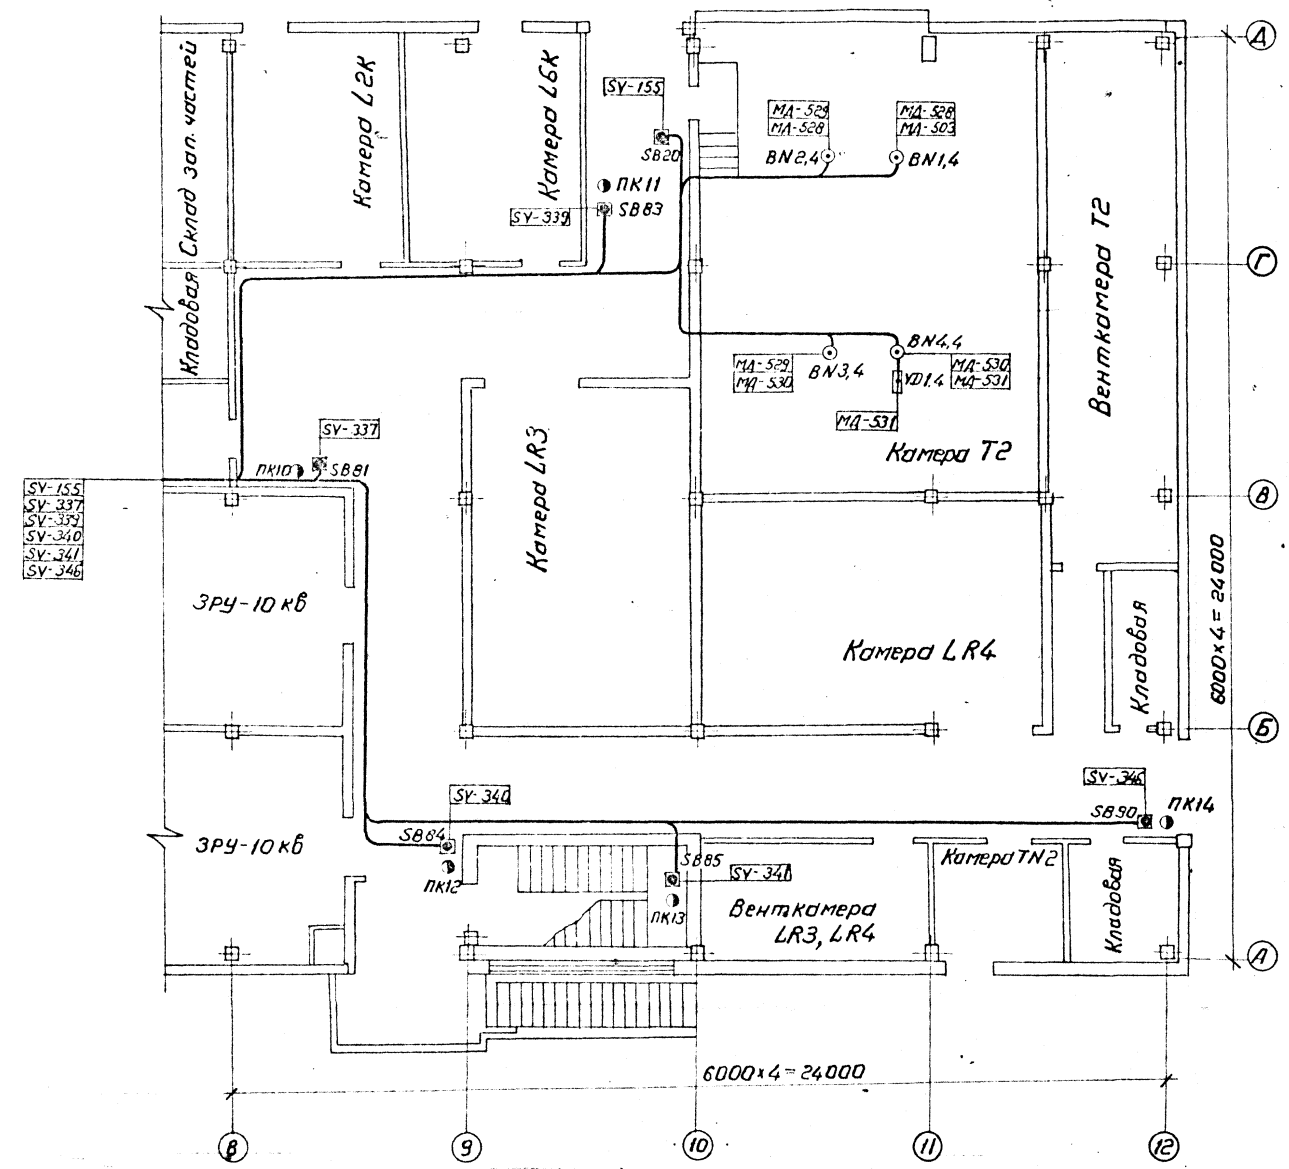 Кладовая Склад зап. частей
Камера L2К
Камера L6К
SY-155
SB20
ПК11
SB83
SY-339
МД-529
МД-528
BN2,4
МД-528
МД-503
BN1,4
Венткамера Т2
Д
Г
BN4,4
МД-529
МД-530
BN3,4
YD1.4
МД-530
МД-531
МД-531
Камера Т2
Камера LR3
SY-337
ПК10
SB81
В
SY-155
SY-337
SY-339
SY-340
SY-341
SY-346
ЗРУ-10 кв
Камера LR4
Кладовая
6000×4=24000
Б
SY-346
SB90
ПК14
SY-340
SB84
ПК12
ЗРУ-10 кв
SB85
SY-341
ПК13
Венткамера
LR3, LR4
Камера TN2
Кладовая
А
6000×4=24000
8
9
10
11
12